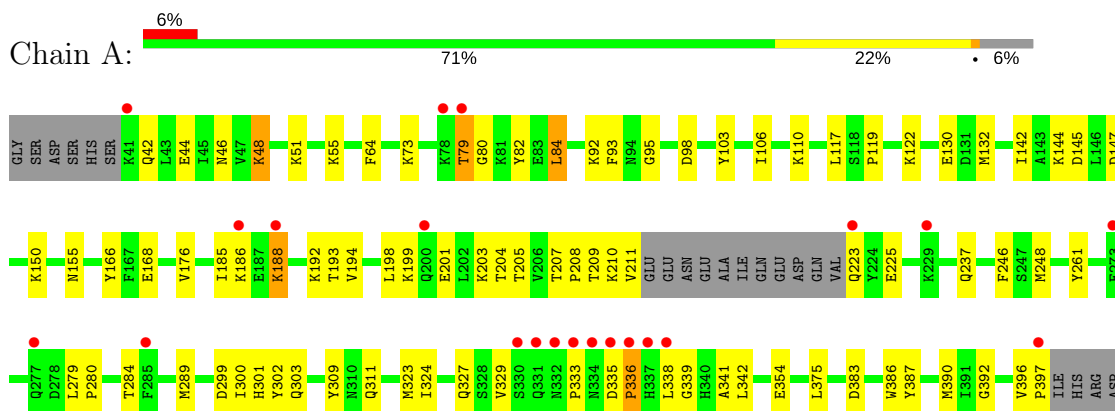 6%
Chain A:
71% 22% • 6%
GLY SER ASP SER HIS SER K41 Q42 L43 E44 I45 N46 V47 K48 K51 K55 F64 K73 K78 T79 G80 K81 Y82 E83 L84 K92 F93 N94 G95 D98 Y103 I106 K110 L117 S118 P119 K122 E130 D131 M132 I142 A143 K144 D145 L146
K150 N155 Y166 F167 E168 V176 I185 K186 E187 K188 K192 T193 V194 L198 K199 Q200 E201 L202 K203 T204 T205 V206 T207 P208 T209 K210 V211 GLU GLU ASN GLU ALA ILE GLN GLU ASP GLN VAL Q223 Y224 E225 K229 Q237 F246 S247 M248 Y261
Q277 D278 L279 P280 T284 F285 M289 D299 I300 H301 Y302 Q303 Y309 N310 Q311 M323 I324 Q327 S328 V329 S330 Q331 N332 P333 N334 D335 P336 H337 L338 G339 H340 A341 L342 E354 L375 D383 W386 Y387 M390 I391 G392 V396 P397 ILE HIS ARG